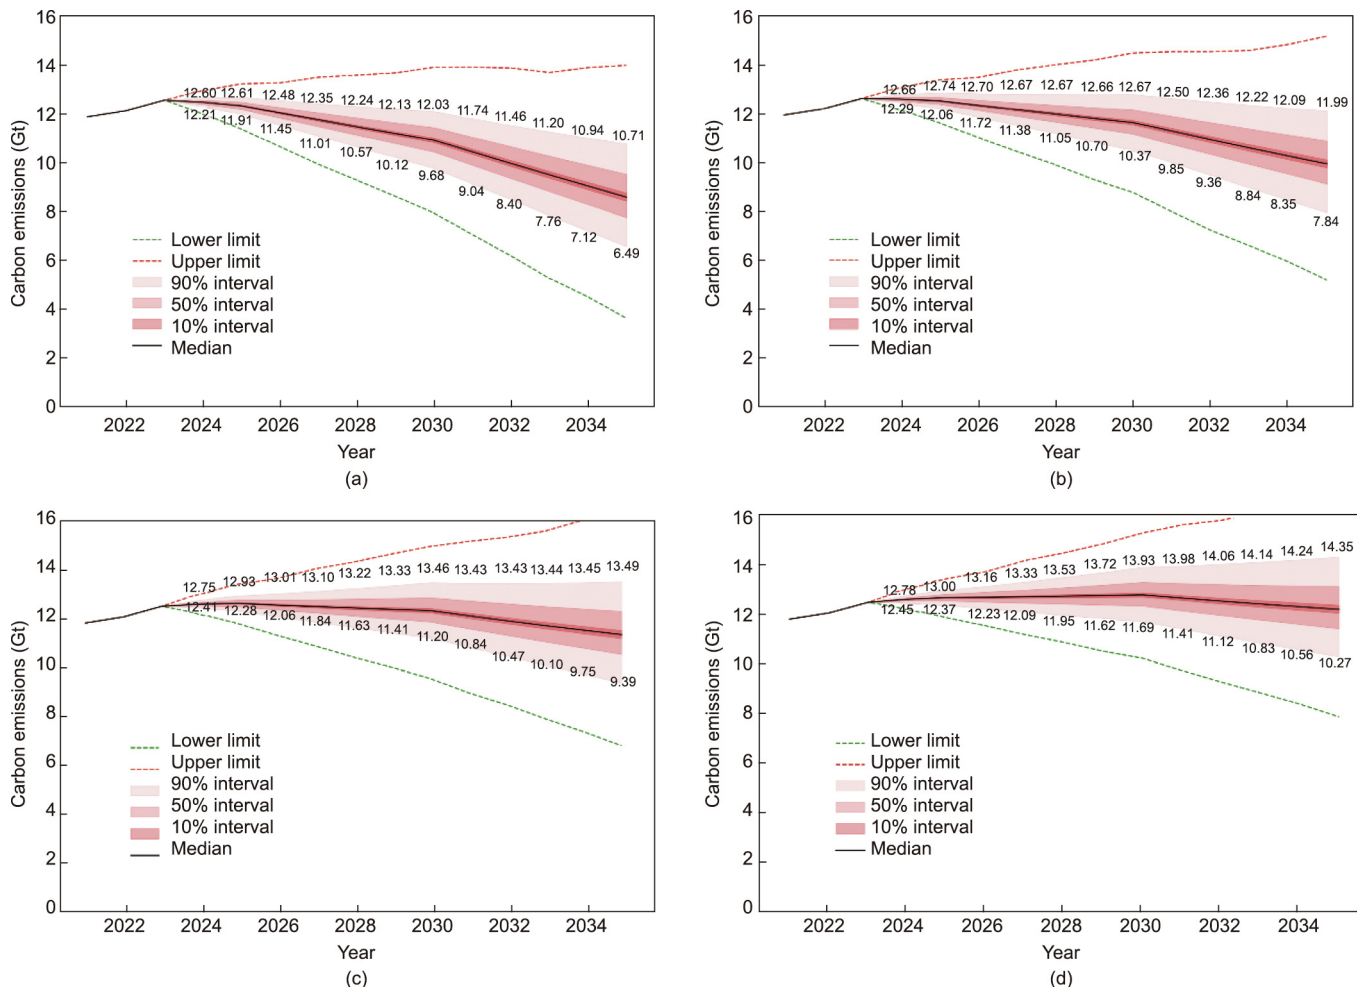 16
14
12
10
8
6
4
2
0
Carbon emissions (Gt)
12.60 12.61 12.48 12.35 12.24 12.13 12.03 11.74 11.46 11.20 10.94 10.71
12.21 11.91 11.45 11.01 10.57 10.12 9.68 9.04 8.40 7.76 7.12 6.49
Lower limit
Upper limit
90% interval
50% interval
10% interval
Median
2022 2024 2026 2028 2030 2032 2034
Year
(a)
16
14
12
10
8
6
4
2
0
Carbon emissions (Gt)
12.66 12.74 12.70 12.67 12.67 12.66 12.67 12.50 12.36 12.22 12.09 11.99
12.29 12.06 11.72 11.38 11.05 10.70 10.37 9.85 9.36 8.84 8.35 7.84
Lower limit
Upper limit
90% interval
50% interval
10% interval
Median
2022 2024 2026 2028 2030 2032 2034
Year
(b)
16
14
12
10
8
6
4
2
0
Carbon emissions (Gt)
12.75 12.93 13.01 13.10 13.22 13.33 13.46 13.43 13.43 13.44 13.45 13.49
12.41 12.28 12.06 11.84 11.63 11.41 11.20 10.84 10.47 10.10 9.75 9.39
Lower limit
Upper limit
90% interval
50% interval
10% interval
Median
2022 2024 2026 2028 2030 2032 2034
Year
(c)
16
14
12
10
8
6
4
2
0
Carbon emissions (Gt)
12.78 13.00 13.16 13.33 13.53 13.72 13.93 13.98 14.06 14.14 14.24 14.35
12.45 12.37 12.23 12.09 11.95 11.62 11.69 11.41 11.12 10.83 10.56 10.27
Lower limit
Upper limit
90% interval
50% interval
10% interval
Median
2022 2024 2026 2028 2030 2032 2034
Year
(d)